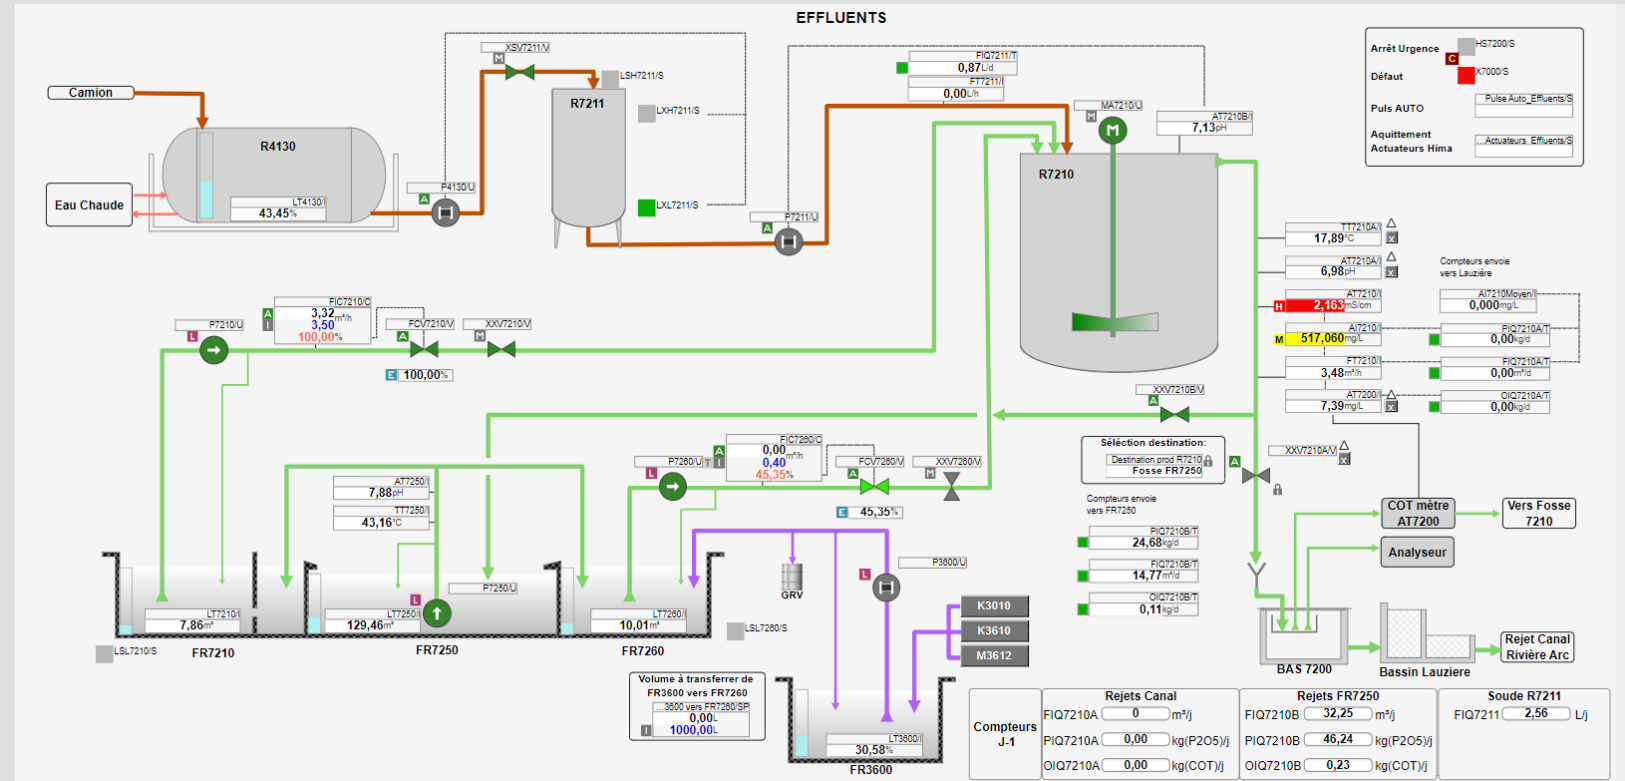 EFFLUENTS
Camion
R4130
LT4130/I
43,45%
Eau Chaude
P4130/U
A
XSV7211/V
M
R7211
LSH7211/S
LXH7211/S
LXL7211/S
P7211/U
A
FIQ7211/T
0,87L/d
FT7211/I
0,00L/h
MA7210/U
M
M
AT7210B/I
7,13pH
R7210
Arrêt Urgence
HS7200/S
C
Défaut
X7000/S
Puls AUTO
Pulse Auto_Effluents/S
Aquittement
Actuateurs Hima
...Actuateurs Effluents/S
TT7210A/I
17,89°C
x
AT7210A/I
6,98pH
x
AT7210/I
H
2,163mS/cm
AI7210/I
M
517,060mg/L
FT7210/I
3,48m³/h
AT7200/I
7,39mg/L
x
Compteurs envoie
vers Lauzière
AI7210Moyen/I
0,000mg/L
PIQ7210A/T
0,00kg/d
FIQ7210A/T
0,00m³/d
OIQ7210A/T
0,00kg/d
P7210/U
L
FIC7210/C
A
3,32m³/h
I
3,50
100,00%
FCV7210/V
A
E
100,00%
XXV7210/V
M
XXV7210B/V
A
Séléction destination:
Destination prod R7210
Fosse FR7250
XXV7210A/V
A
x
P7260/U
T
L
FIC7260/C
A
0,00m³/h
I
0,40
45,35%
FCV7260/V
A
E
45,35%
XXV7260/V
M
Compteurs envoie
vers FR7250
PIQ7210B/T
24,68kg/d
FIQ7210B/T
14,77m³/d
OIQ7210B/T
0,11kg/d
AT7250/I
7,88pH
TT7250/I
43,16°C
P7250/U
L
LT7210/I
7,86m³
LT7250/I
129,46m³
LT7260/I
10,01m³
LSL7210/S
FR7210
FR7250
FR7260
LSL7260/S
GRV
P3600/U
L
K3010
K3610
M3612
COT mètre
AT7200
Vers Fosse
7210
Analyseur
BAS 7200
Bassin Lauziere
Rejet Canal
Rivière Arc
Volume à transferrer de
FR3600 vers FR7260
...3600 vers FR7260/SP
0,00L
I
1000,00L
LT3600/I
30,58%
FR3600
Compteurs
J-1
Rejets Canal
FIQ7210A 0 m³/j
PIQ7210A 0,00 kg(P2O5)/j
OIQ7210A 0,00 kg(COT)/j
Rejets FR7250
FIQ7210B 32,25 m³/j
PIQ7210B 46,24 kg(P2O5)/j
OIQ7210B 0,23 kg(COT)/j
Soude R7211
FIQ7211 2,56 L/j